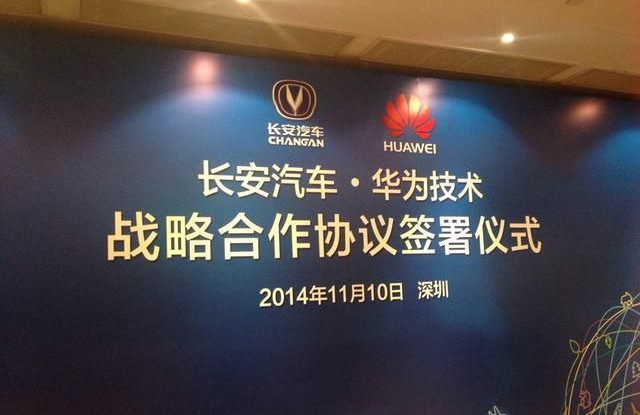 长安汽车
CHANGAN
HUAWEI
长安汽车·华为技术
战略合作协议签署仪式
2014年11月10日 深圳